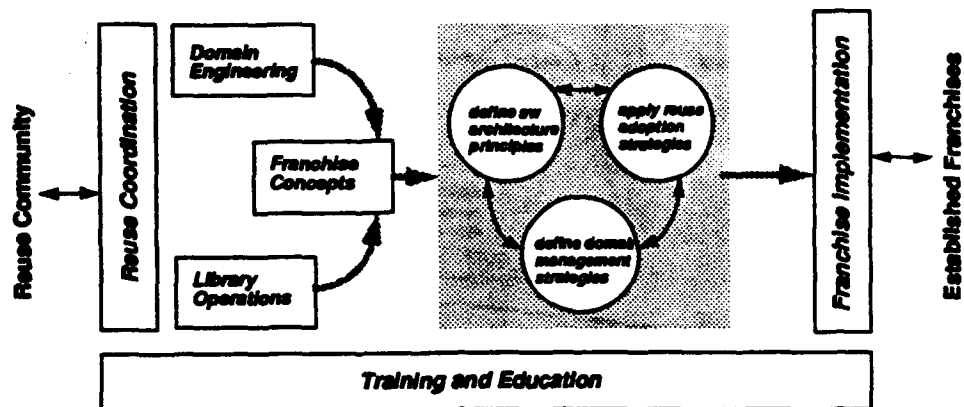 Reuse Community
Reuse Coordination
Domain
Engineering
Franchise
Concepts
Library
Operations
define sw
architecture
principles
apply reuse
adoption
strategies
define domain
management
strategies
Franchise Implementation
Established Franchises
Training and Education